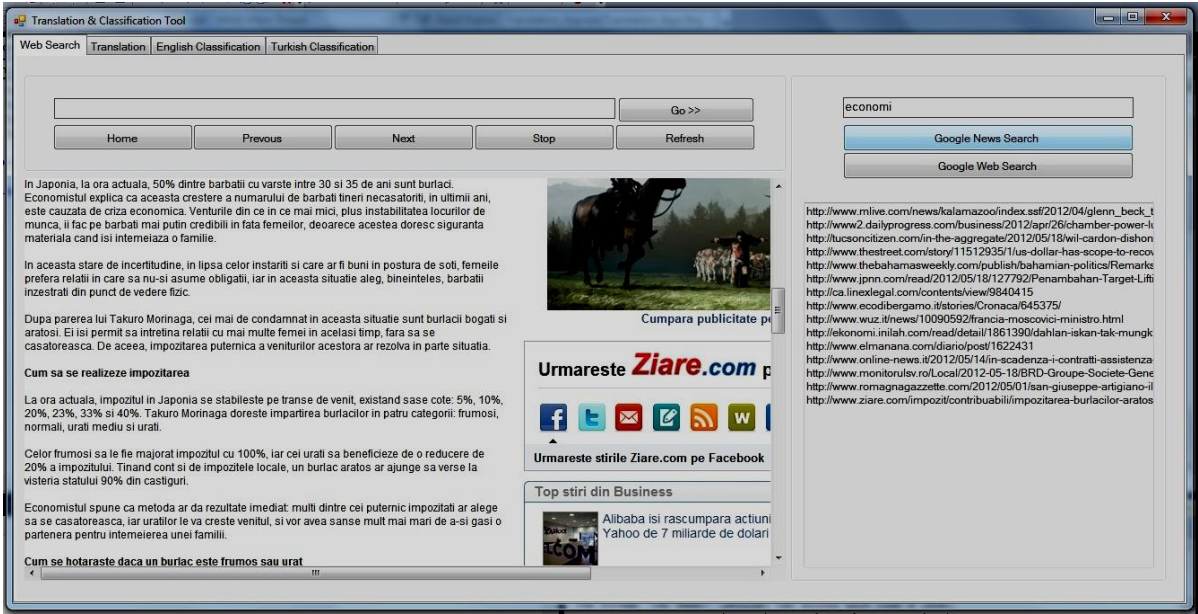 Translation & Classification Tool
Web Search
Translation
English Classification
Turkish Classification
Go >>
Home
Prevous
Next
Stop
Refresh
In Japonia, la ora actuala, 50% dintre barbatii cu varste intre 30 si 35 de ani sunt burlaci.
Economistul explica ca aceasta crestere a numarului de barbati tineri necasatoriti, in ultimii ani,
este cauzata de criza economica. Venturile din ce in ce mai mici, plus instabilitatea locurilor de
munca, ii fac pe barbati mai putin credibili in fata femeilor, deoarece acestea doresc siguranta
materiala cand isi intemeiaza o familie.
In aceasta stare de incertitudine, in lipsa celor instariti si care ar fi buni in postura de soti, femeile
prefera relatii in care sa nu-si asume obligatii, iar in aceasta situatie aleg, bineinteles, barbatii
inzestrati din punct de vedere fizic.
Dupa parerea lui Takuro Morinaga, cei mai de condamnat in aceasta situatie sunt burlacii bogati si
aratosi. Ei isi permit sa intretina relatii cu mai multe femei in acelasi timp, fara sa se
casatoreasca. De aceea, impozitarea puternica a veniturilor acestora ar rezolva in parte situatia.
Cum sa se realizeze impozitarea
La ora actuala, impozitul in Japonia se stabileste pe transe de venit, existand sase cote: 5%, 10%,
20%, 23%, 33% si 40%. Takuro Morinaga doreste impartirea burlacilor in patru categorii: frumosi,
normali, urati mediu si urati.
Celor frumosi sa le fie majorat impozitul cu 100%, iar cei urati sa beneficieze de o reducere de
20% a impozitului. Tinand cont si de impozitele locale, un burlac aratos ar ajunge sa verse la
visteria statului 90% din castiguri.
Economistul spune ca metoda ar da rezultate imediat: multi dintre cei puternic impozitati ar alege
sa se casatoreasca, iar uratilor le va creste venitul, si vor avea sanse mult mai mari de a-si gasi o
partenera pentru intemeierea unei familii.
Cum se hotaraste daca un burlac este frumos sau urat
Cumpara publicitate pe
Urmareste Ziare.com p
Urmareste stirile Ziare.com pe Facebook
Top stiri din Business
Alibaba isi rascumpara actiuni
Yahoo de 7 miliarde de dolari
economi
Google News Search
Google Web Search
http://www.mlive.com/news/kalamazoo/index.ssf/2012/04/glenn_beck_t
http://www2.dailyprogress.com/business/2012/apr/26/chamber-power-lu
http://tucsoncitizen.com/in-the-aggregate/2012/05/18/wil-cardon-dishon
http://www.thestreet.com/story/11512935/1/us-dollar-has-scope-to-recov
http://www.thebahamasweekly.com/publish/bahamian-politics/Remarks
http://www.jpnn.com/read/2012/05/18/127792/Penambahan-Target-Lifti
http://ca.linexlegal.com/contents/view/9840415
http://www.ecodibergamo.it/stories/Cronaca/645375/
http://www.wuz.it/news/10090592/francia-moscovici-ministro.html
http://ekonomi.inilah.com/read/detail/1861390/dahlan-iskan-tak-mungk
http://www.elmanana.com/diario/post/1622431
http://www.online-news.it/2012/05/14/in-scadenza-i-contratti-assistenza-
http://www.monitorulsv.ro/Local/2012-05-18/BRD-Groupe-Societe-Gene
http://www.romagnagazzette.com/2012/05/01/san-giuseppe-artigiano-il
http://www.ziare.com/impozit/contribuabili/impozitarea-burlacilor-aratos